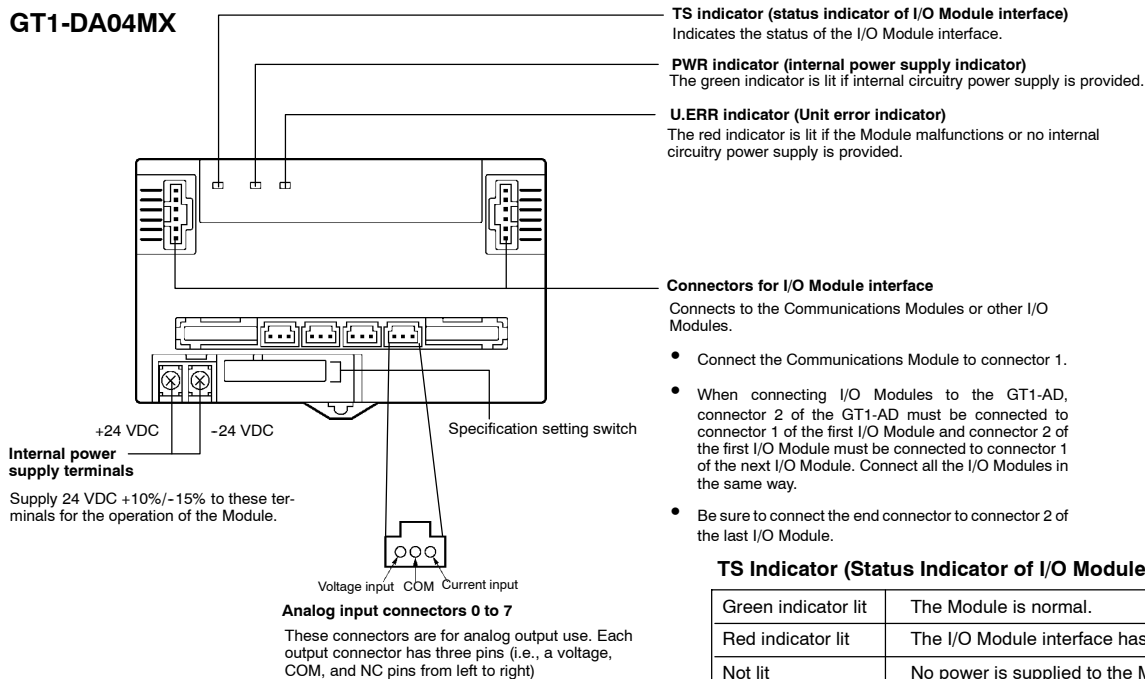 GT1-DA04MX
TS indicator (status indicator of I/O Module interface)
Indicates the status of the I/O Module interface.
PWR indicator (internal power supply indicator)
The green indicator is lit if internal circuitry power supply is provided.
U.ERR indicator (Unit error indicator)
The red indicator is lit if the Module malfunctions or no internal
circuitry power supply is provided.
Connectors for I/O Module interface
Connects to the Communications Modules or other I/O
Modules.
• Connect the Communications Module to connector 1.
• When connecting I/O Modules to the GT1-AD,
connector 2 of the GT1-AD must be connected to
connector 1 of the first I/O Module and connector 2 of
the first I/O Module must be connected to connector 1
of the next I/O Module. Connect all the I/O Modules in
the same way.
• Be sure to connect the end connector to connector 2 of
the last I/O Module.
+24 VDC
-24 VDC
Specification setting switch
Internal power
supply terminals
Supply 24 VDC +10%/-15% to these ter-
minals for the operation of the Module.
Voltage input
COM
Current input
Analog input connectors 0 to 7
These connectors are for analog output use. Each
output connector has three pins (i.e., a voltage,
COM, and NC pins from left to right)
TS Indicator (Status Indicator of I/O Module
Green indicator lit
The Module is normal.
Red indicator lit
The I/O Module interface has
Not lit
No power is supplied to the